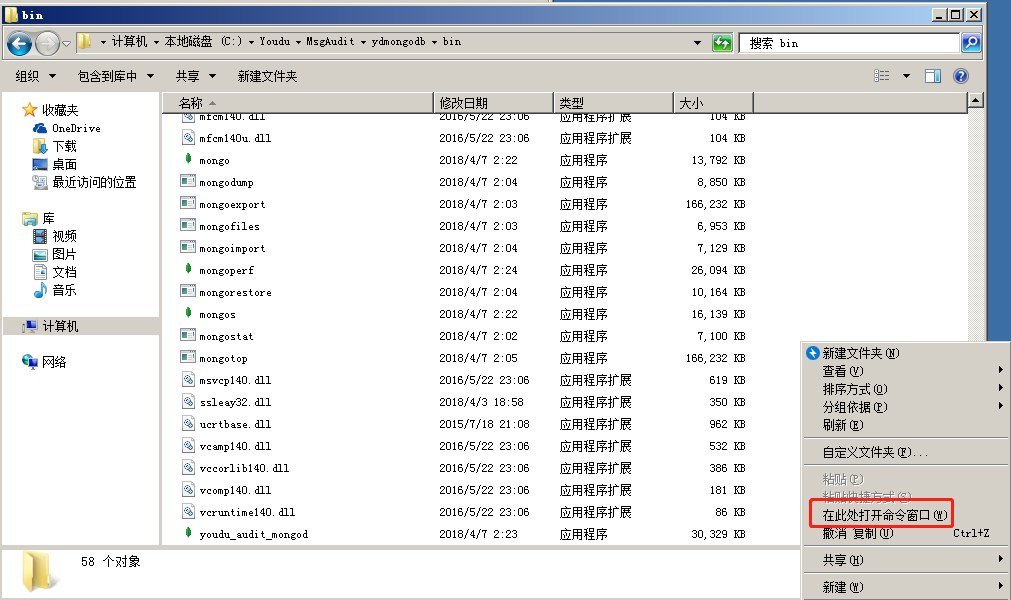 bin
计算机 本地磁盘 (C:) Youdu MsgAudit ydmongodb bin
搜索 bin
组织 包含到库中 共享 新建文件夹
收藏夹
OneDrive
下载
桌面
最近访问的位置
库
视频
图片
文档
音乐
计算机
网络
名称 修改日期 类型 大小
mfcm140.dll 2016/5/22 23:06 应用程序扩展 104 KB
mfcm140u.dll 2016/5/22 23:06 应用程序扩展 104 KB
mongo 2018/4/7 2:22 应用程序 13,792 KB
mongodump 2018/4/7 2:04 应用程序 8,850 KB
mongoexport 2018/4/7 2:03 应用程序 166,232 KB
mongofiles 2018/4/7 2:03 应用程序 6,953 KB
mongoimport 2018/4/7 2:04 应用程序 7,129 KB
mongoperf 2018/4/7 2:24 应用程序 26,094 KB
mongorestore 2018/4/7 2:04 应用程序 10,164 KB
mongos 2018/4/7 2:22 应用程序 16,139 KB
mongostat 2018/4/7 2:02 应用程序 7,100 KB
mongotop 2018/4/7 2:05 应用程序 166,232 KB
msvcp140.dll 2016/5/22 23:06 应用程序扩展 619 KB
ssleay32.dll 2018/4/3 18:58 应用程序扩展 350 KB
ucrtbase.dll 2015/7/18 21:08 应用程序扩展 962 KB
vcamp140.dll 2016/5/22 23:06 应用程序扩展 532 KB
vccorlib140.dll 2016/5/22 23:06 应用程序扩展 386 KB
vcomp140.dll 2016/5/22 23:06 应用程序扩展 181 KB
vcruntime140.dll 2016/5/22 23:06 应用程序扩展 86 KB
youdu_audit_mongod 2018/4/7 2:23 应用程序 30,329 KB
58 个对象
新建文件夹(N)
查看(V)
排序方式(O)
分组依据(P)
刷新(E)
自定义文件夹(F)...
粘贴(P)
粘贴快捷方式(S)
在此处打开命令窗口(W)
撤消 复制(U) Ctrl+Z
共享(H)
新建(W)